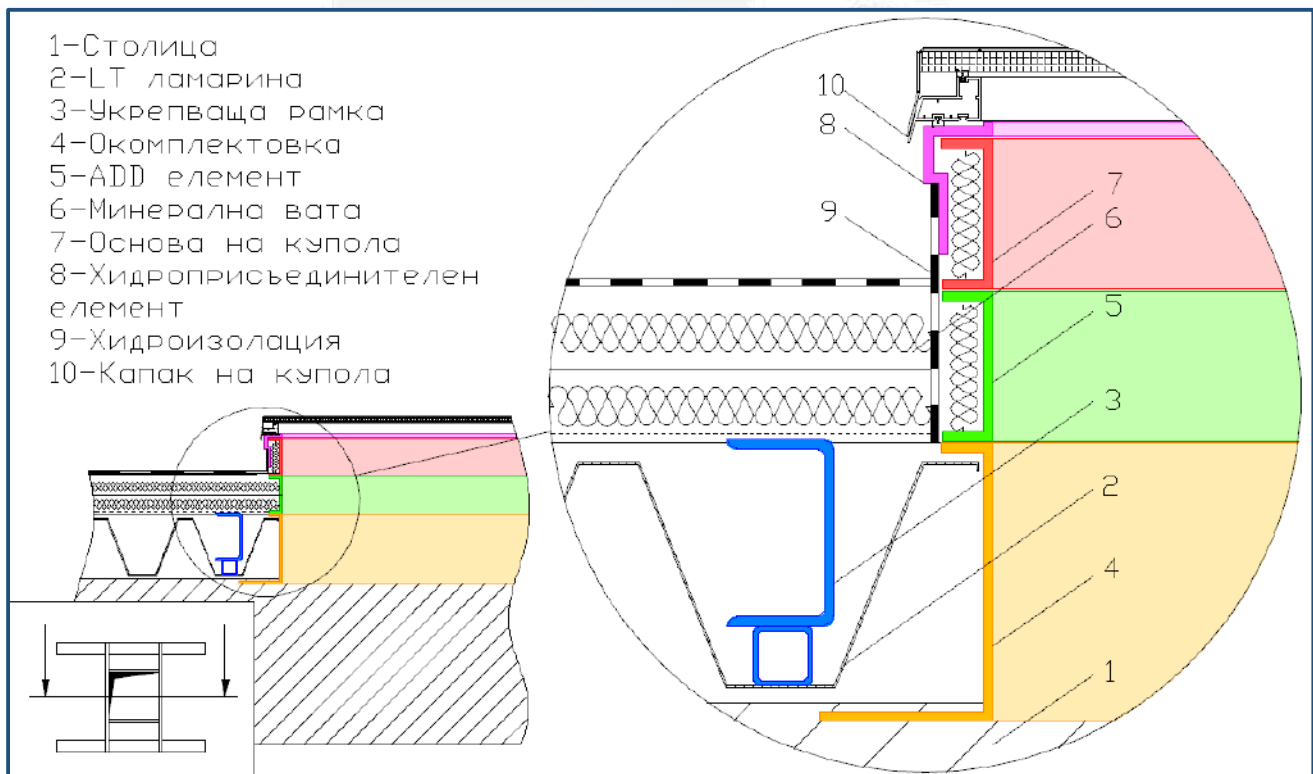 1-Столица
2-LT ламарина
3-Укрепваща рамка
4-Окомплектовка
5-ADD елемент
6-Минерална вата
7-Основа на купола
8-Хидроприсъединителен
елемент
9-Хидроизолация
10-Капак на купола
10
8
9
7
6
5
3
2
4
1